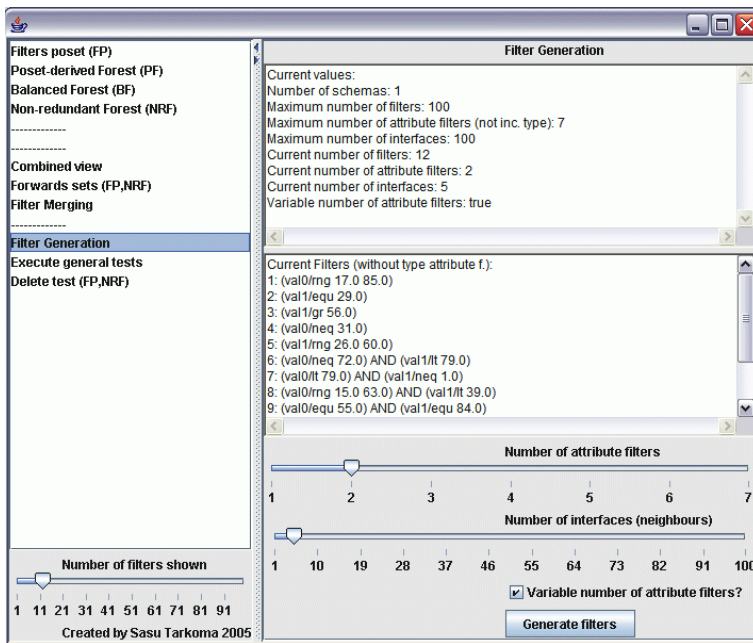 Filters poset (FP)
Poset-derived Forest (PF)
Balanced Forest (BF)
Non-redundant Forest (NRF)
-------------
-------------
Combined view
Forwards sets (FP,NRF)
Filter Merging
-------------
Filter Generation
Execute general tests
Delete test (FP,NRF)
Number of filters shown
1 11 21 31 41 51 61 71 81 91
Created by Sasu Tarkoma 2005
Filter Generation
Current values:
Number of schemas: 1
Maximum number of filters: 100
Maximum number of attribute filters (not inc. type): 7
Maximum number of interfaces: 100
Current number of filters: 12
Current number of attribute filters: 2
Current number of interfaces: 5
Variable number of attribute filters: true
Current Filters (without type attribute f.):
1: (val0/rng 17.0 85.0)
2: (val1/equ 29.0)
3: (val1/gr 56.0)
4: (val0/neq 31.0)
5: (val1/rng 26.0 60.0)
6: (val0/neq 72.0) AND (val1/lt 79.0)
7: (val0/lt 79.0) AND (val1/neq 1.0)
8: (val0/rng 15.0 63.0) AND (val1/lt 39.0)
9: (val0/equ 55.0) AND (val1/equ 84.0)
Number of attribute filters
1 2 3 4 5 6 7
Number of interfaces (neighbours)
1 10 19 28 37 46 55 64 73 82 91 100
Variable number of attribute filters?
Generate filters